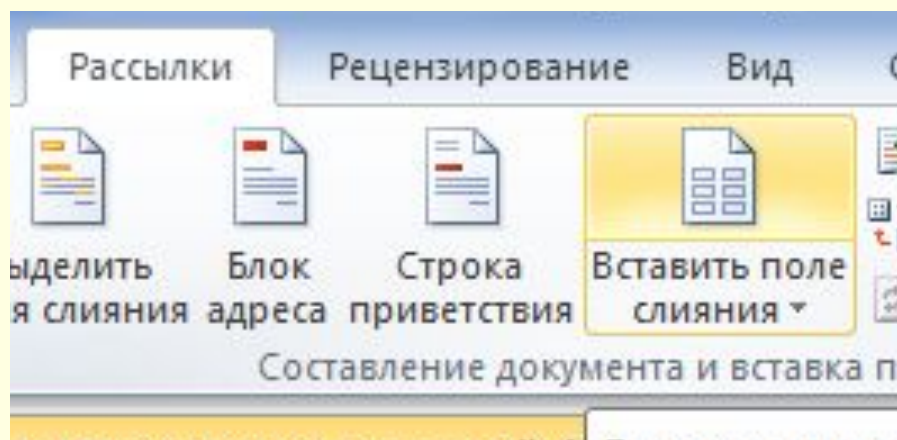 Рассылки Рецензирование Вид
ыделить Блок Строка Вставить поле
я слияния адреса приветствия слияния
Составление документа и вставка п